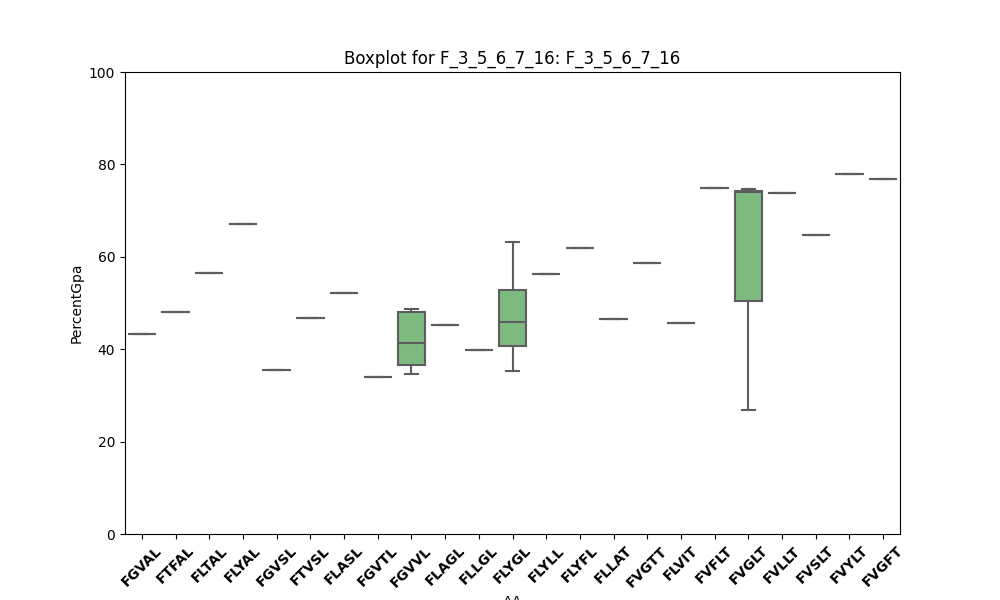 Boxplot for F_3_5_6_7_16: F_3_5_6_7_16
100
80
60
40
20
0
PercentGpa
FGVAL
FTFAL
FLTAL
FLYAL
FGVSL
FTVSL
FLASL
FGVTL
FGVVL
FLAGL
FLLGL
FLYGL
FLYLL
FLYFL
FLLAT
FVGTT
FLVIT
FVFLT
FVGLT
FVLLT
FVSLT
FVYLT
FVGFT
AA